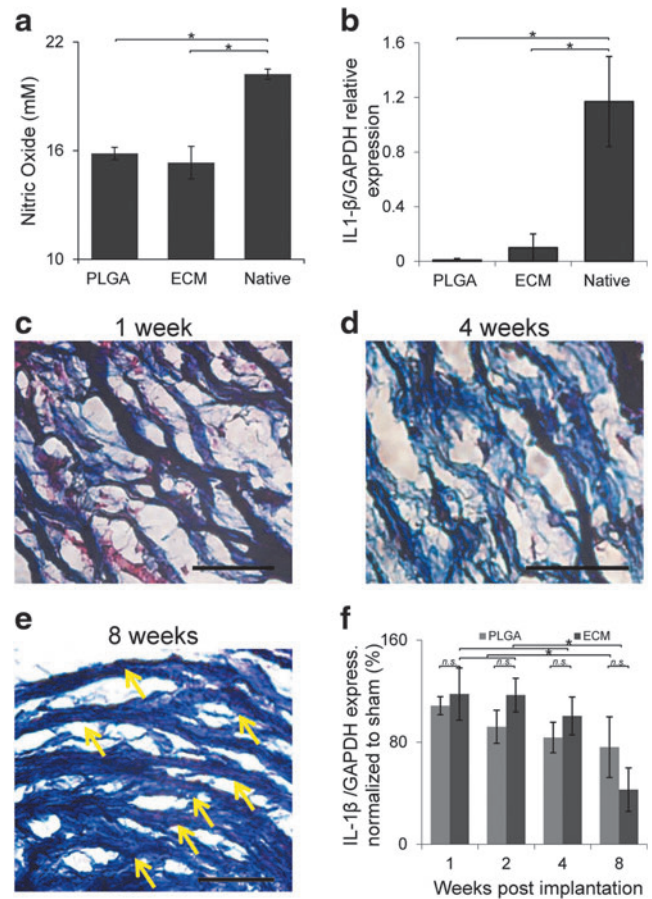 a
Nitric Oxide (mM)
22
16
10
*
*
PLGA
ECM
Native
b
IL1-β/GAPDH relative
expression
1.6
1.2
0.8
0.4
0
*
*
PLGA
ECM
Native
c
1 week
d
4 weeks
e
8 weeks
f
IL-1β /GAPDH express.
normalized to sham (%)
160
80
0
PLGA
ECM
*
*
n.s.
n.s.
n.s.
n.s.
1
2
4
8
Weeks post implantation